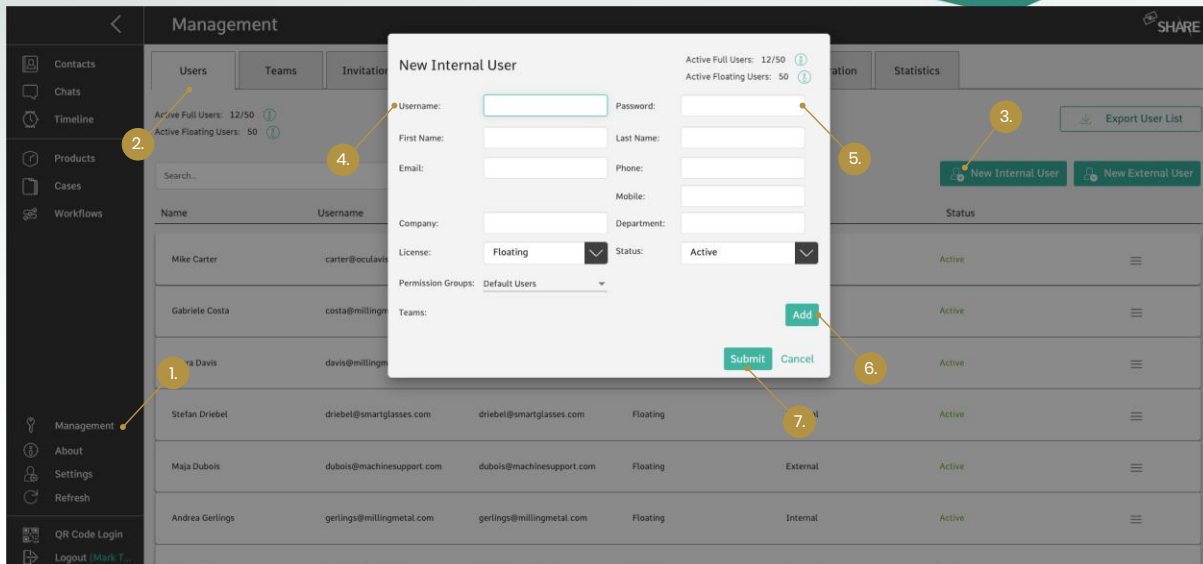 Management
SHARE
Contacts
Chats
Timeline
Products
Cases
Workflows
Management
About
Settings
Refresh
QR Code Login
Logout (Mark T...
Users
Teams
Statistics
Active Full Users: 12/50
Active Floating Users: 50
Export User List
Search..
New Internal User
New External User
Name
Username
Status
Mike Carter
Active
Gabriele Costa
Active
Davis
Active
Stefan Driebel driebel@smartglasses.com driebel@smartglasses.com Floating Active
Maja Dubois dubois@machinesupport.com dubois@machinesupport.com Floating External Active
Andrea Gerlings gerlings@millingmetal.com gerlings@millingmetal.com Floating Internal Active
New Internal User
Active Full Users: 12/50
Active Floating Users: 50
Username:
Password:
First Name:
Last Name:
Email:
Phone:
Mobile:
Company:
Department:
License: Floating
Status: Active
Permission Groups: Default Users
Teams:
Add
Submit Cancel
1.
2.
3.
4.
5.
6.
7.